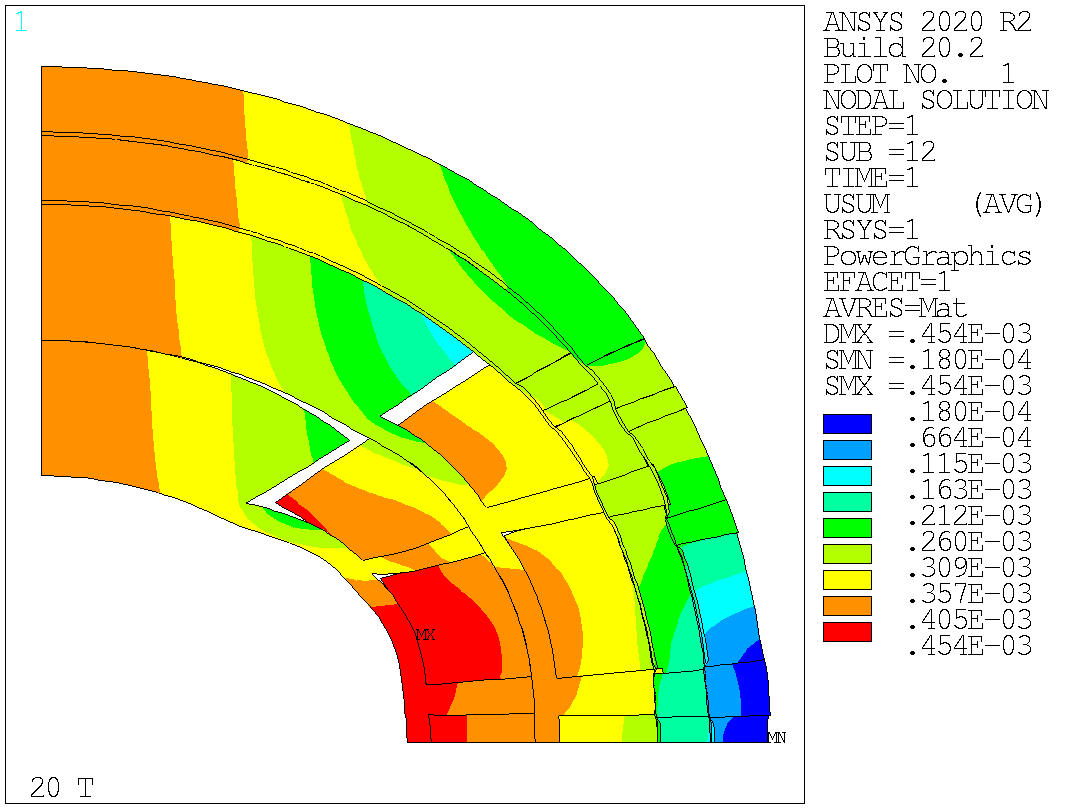 1
ANSYS 2020 R2
Build 20.2
PLOT NO. 1
NODAL SOLUTION
STEP=1
SUB =12
TIME=1
USUM (AVG)
RSYS=1
PowerGraphics
EFACET=1
AVRES=Mat
DMX =.454E-03
SMN =.180E-04
SMX =.454E-03
.180E-04
.664E-04
.115E-03
.163E-03
.212E-03
.260E-03
.309E-03
.357E-03
.405E-03
.454E-03
MX
MN
20 T